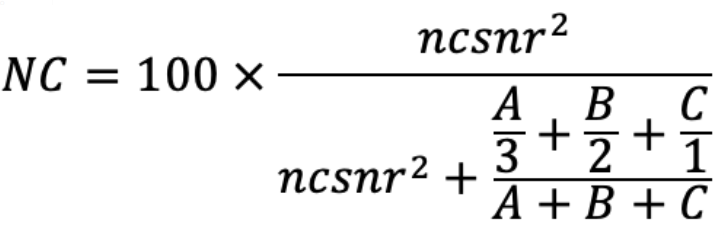 NC = 100 × ncsnr² / (ncsnr² + (A/3 + B/2 + C/1) / (A + B + C))